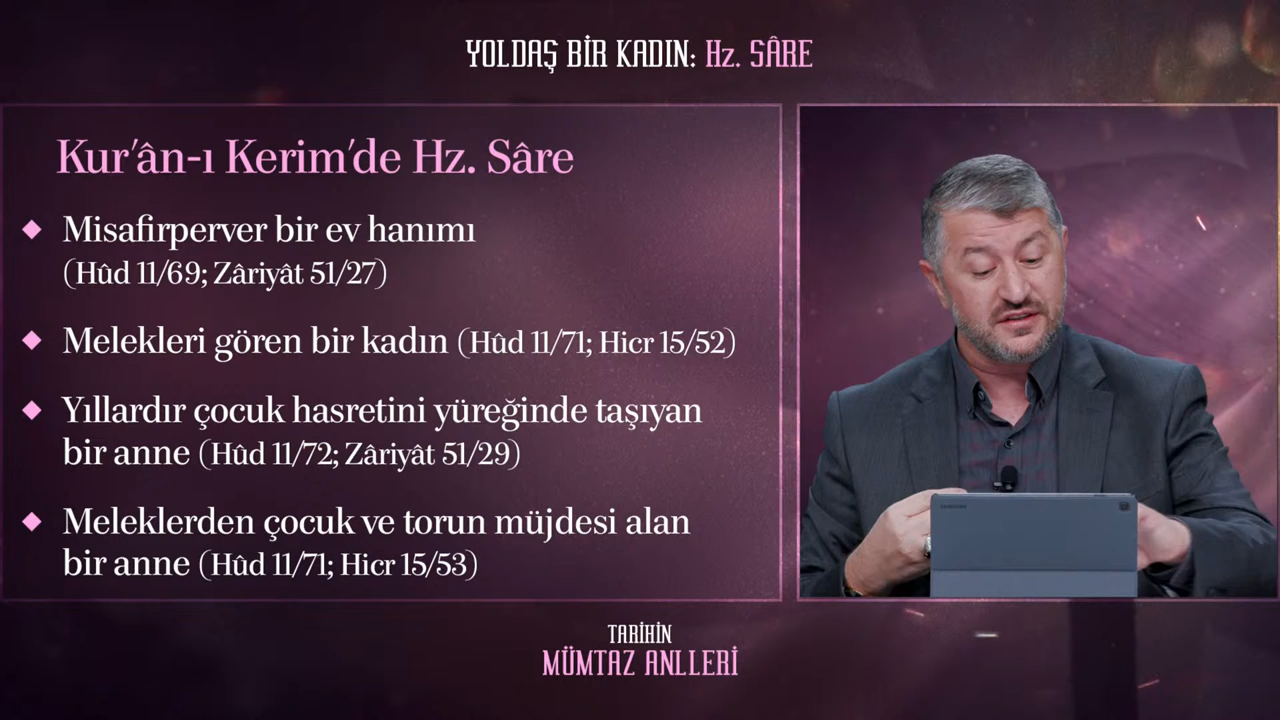 YOLDAŞ BİR KADIN: Hz. SÂRE
Kur'ân-ı Kerim'de Hz. Sâre
Misafirperver bir ev hanımı
(Hûd 11/69; Zâriyât 51/27)
Melekleri gören bir kadın (Hûd 11/71; Hicr 15/52)
Yıllardır çocuk hasretini yüreğinde taşıyan
bir anne (Hûd 11/72; Zâriyât 51/29)
Meleklerden çocuk ve torun müjdesi alan
bir anne (Hûd 11/71; Hicr 15/53)
SAMSUNG
TARİHİN
MÜMTAZ ANLLERİ